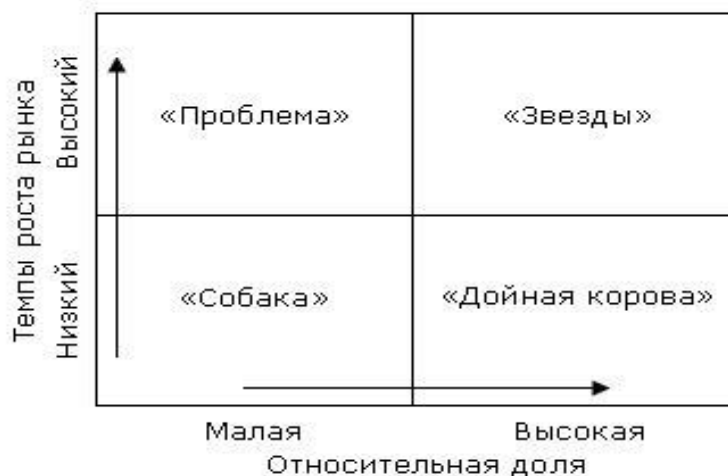 Темпы роста рынка
Высокий
«Проблема»
«Звезды»
Низкий
«Собака»
«Дойная корова»
Малая
Высокая
Относительная доля